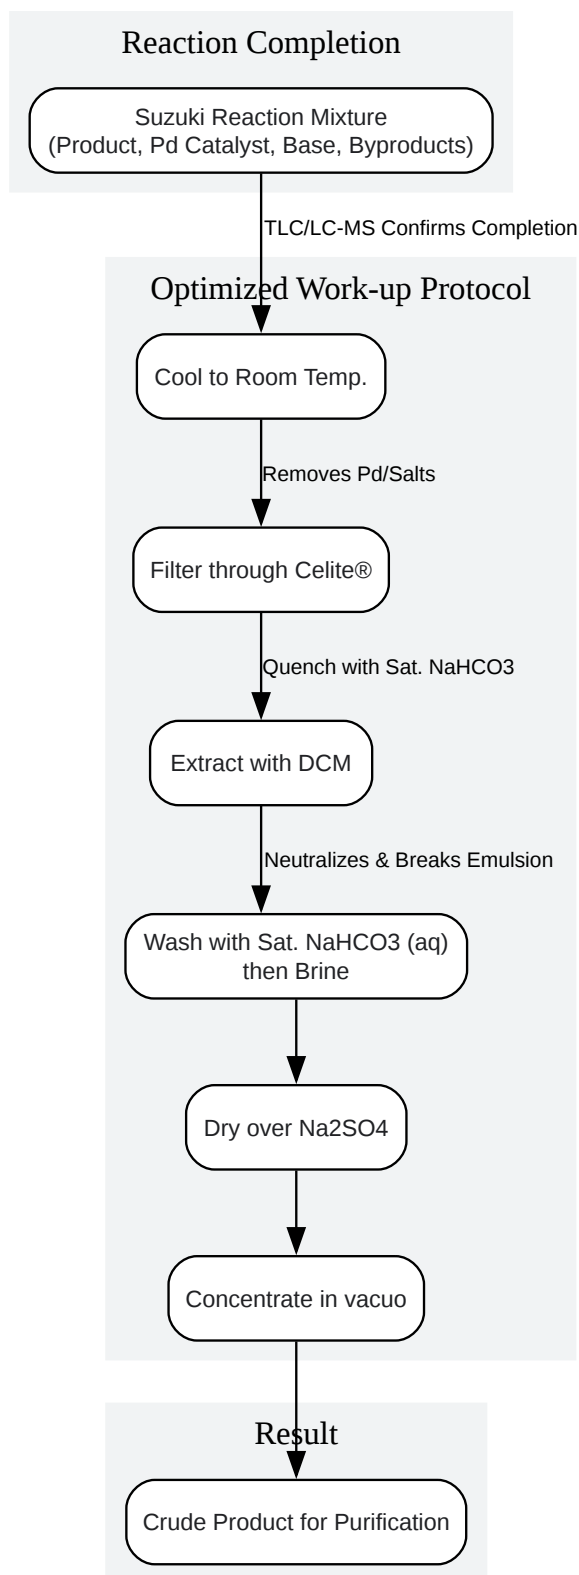 Reaction Completion
Suzuki Reaction Mixture
(Product, Pd Catalyst, Base, Byproducts)
TLC/LC-MS Confirms Completion
Optimized Work-up Protocol
Cool to Room Temp.
Removes Pd/Salts
Filter through Celite®
Quench with Sat. NaHCO3
Extract with DCM
Neutralizes & Breaks Emulsion
Wash with Sat. NaHCO3 (aq)
then Brine
Dry over Na2SO4
Concentrate in vacuo
Result
Crude Product for Purification